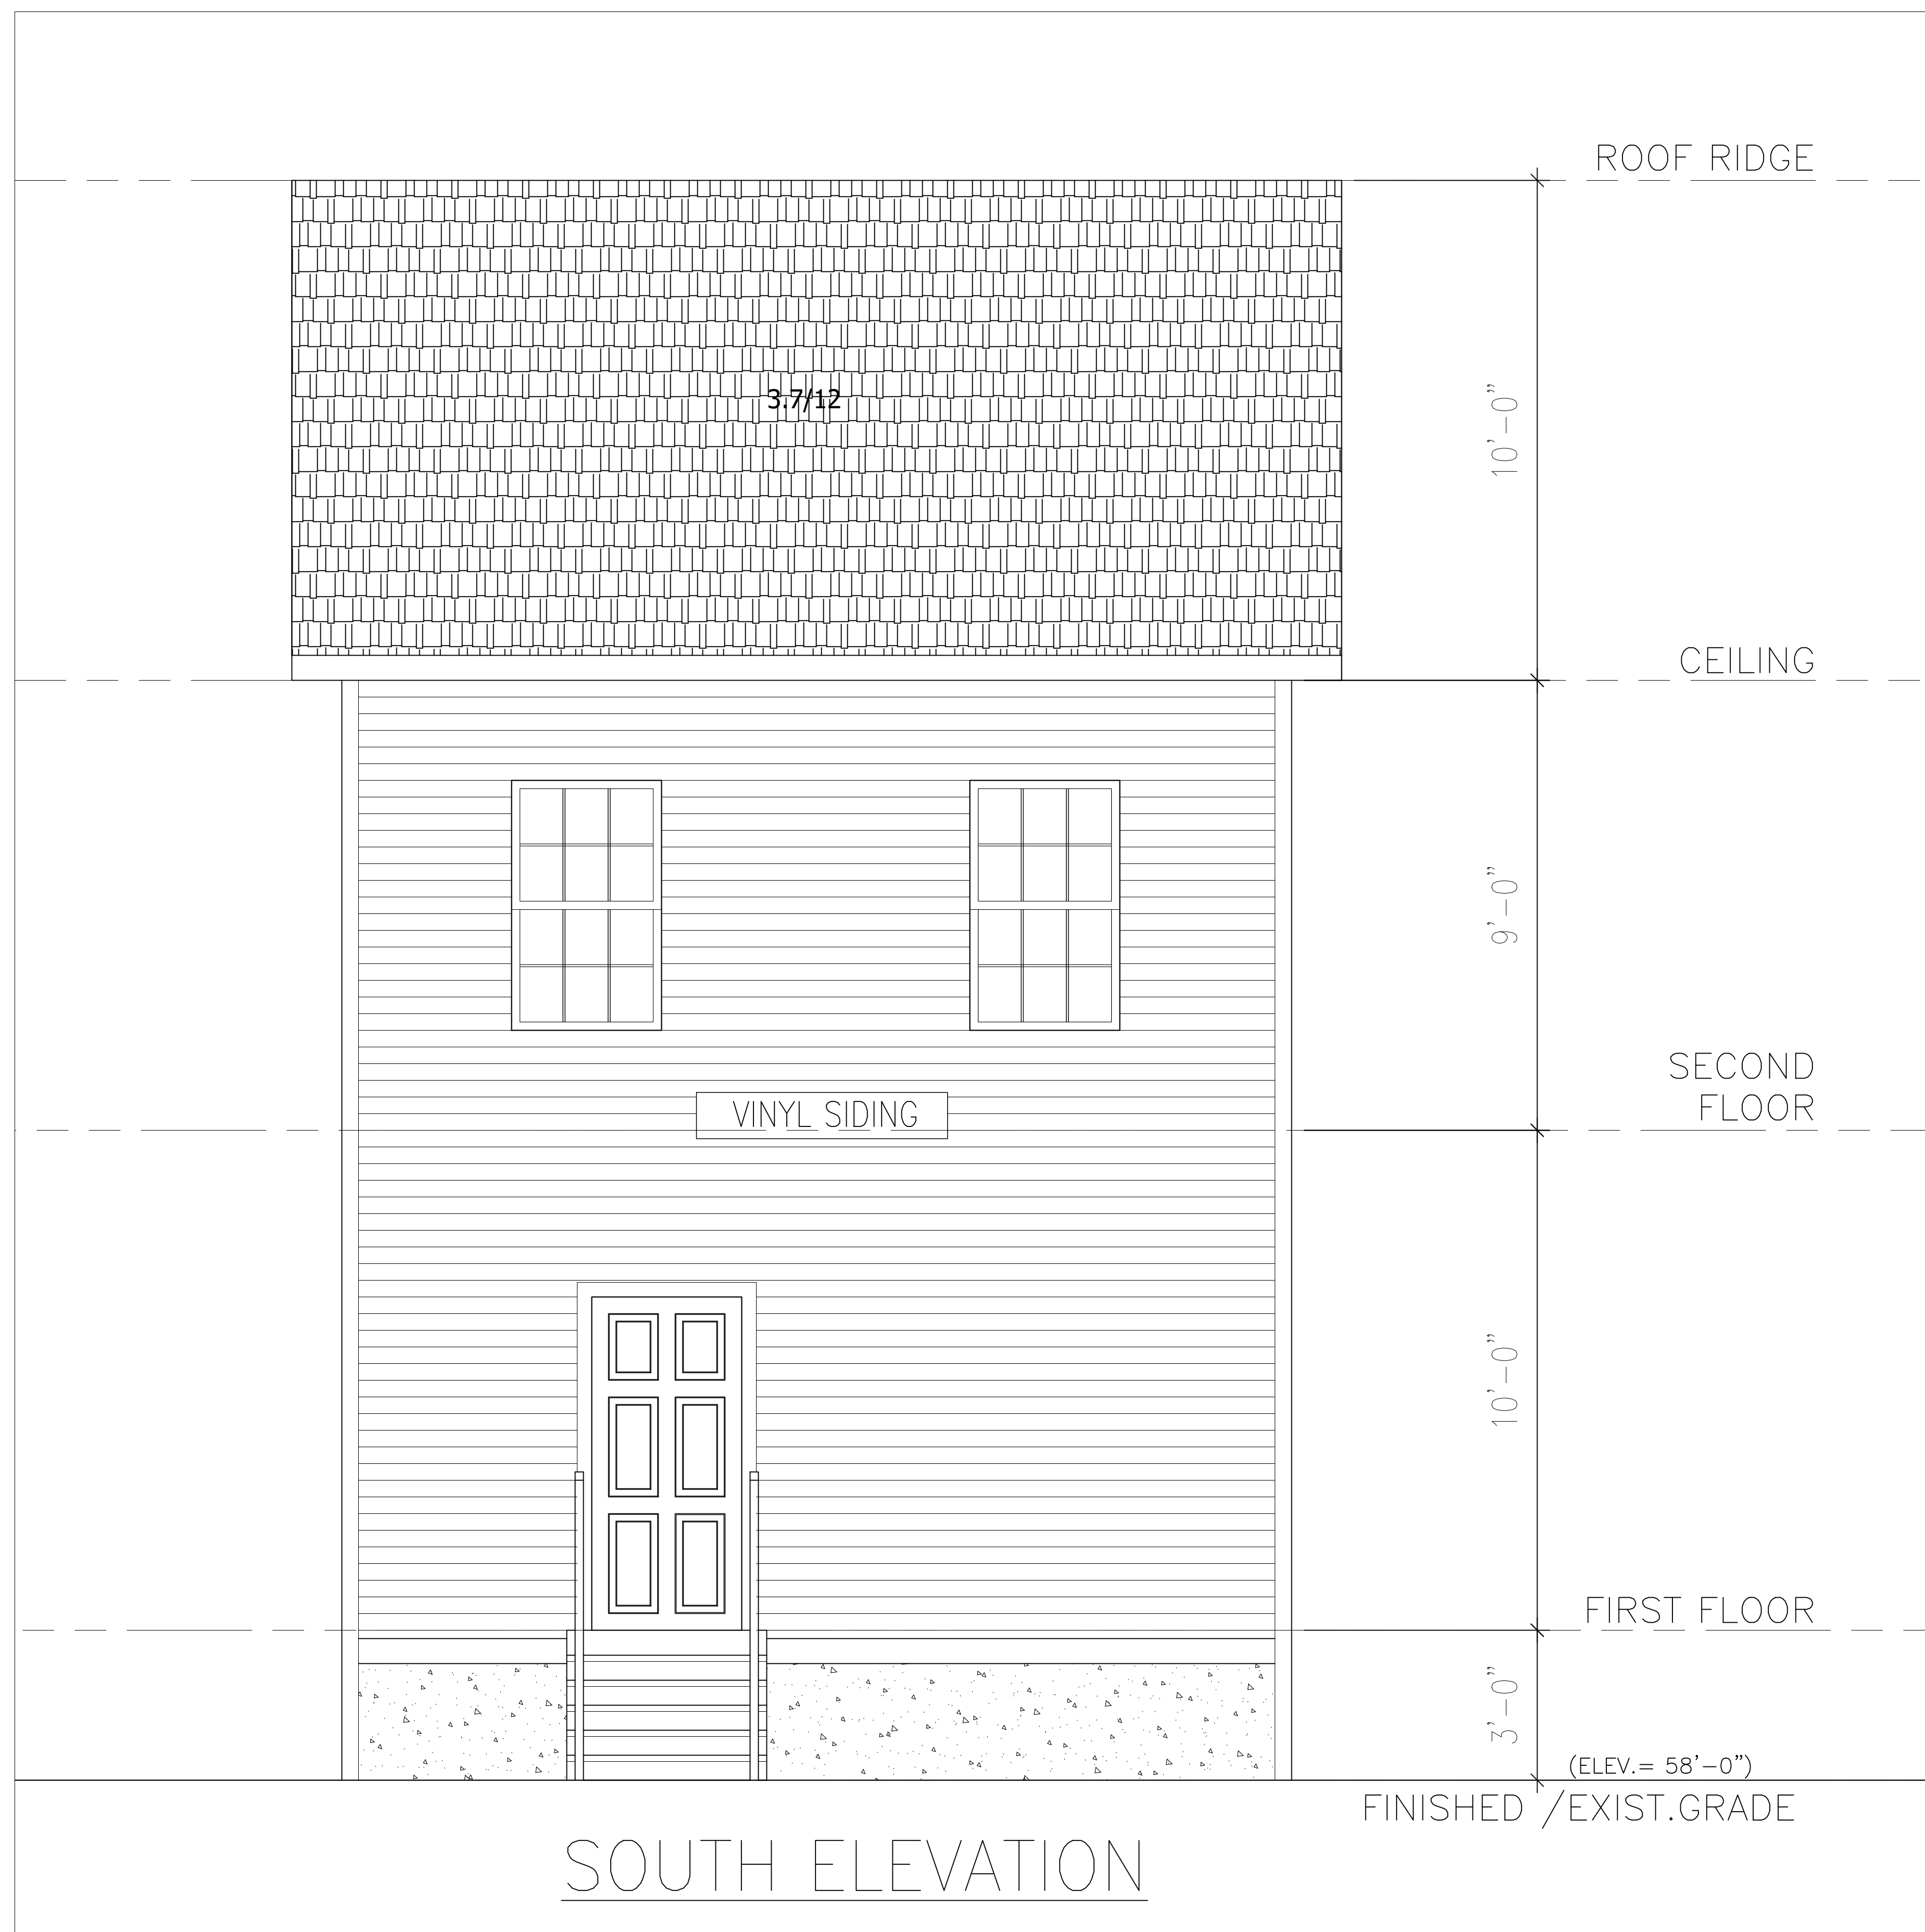 ROOF RIDGE
3.7/12
10'-0"
CEILING
9'-0"
SECOND
FLOOR
VINYL SIDING
10'-0"
FIRST FLOOR
3'-0"
(ELEV.= 58'-0")
FINISHED /EXIST.GRADE
SOUTH ELEVATION